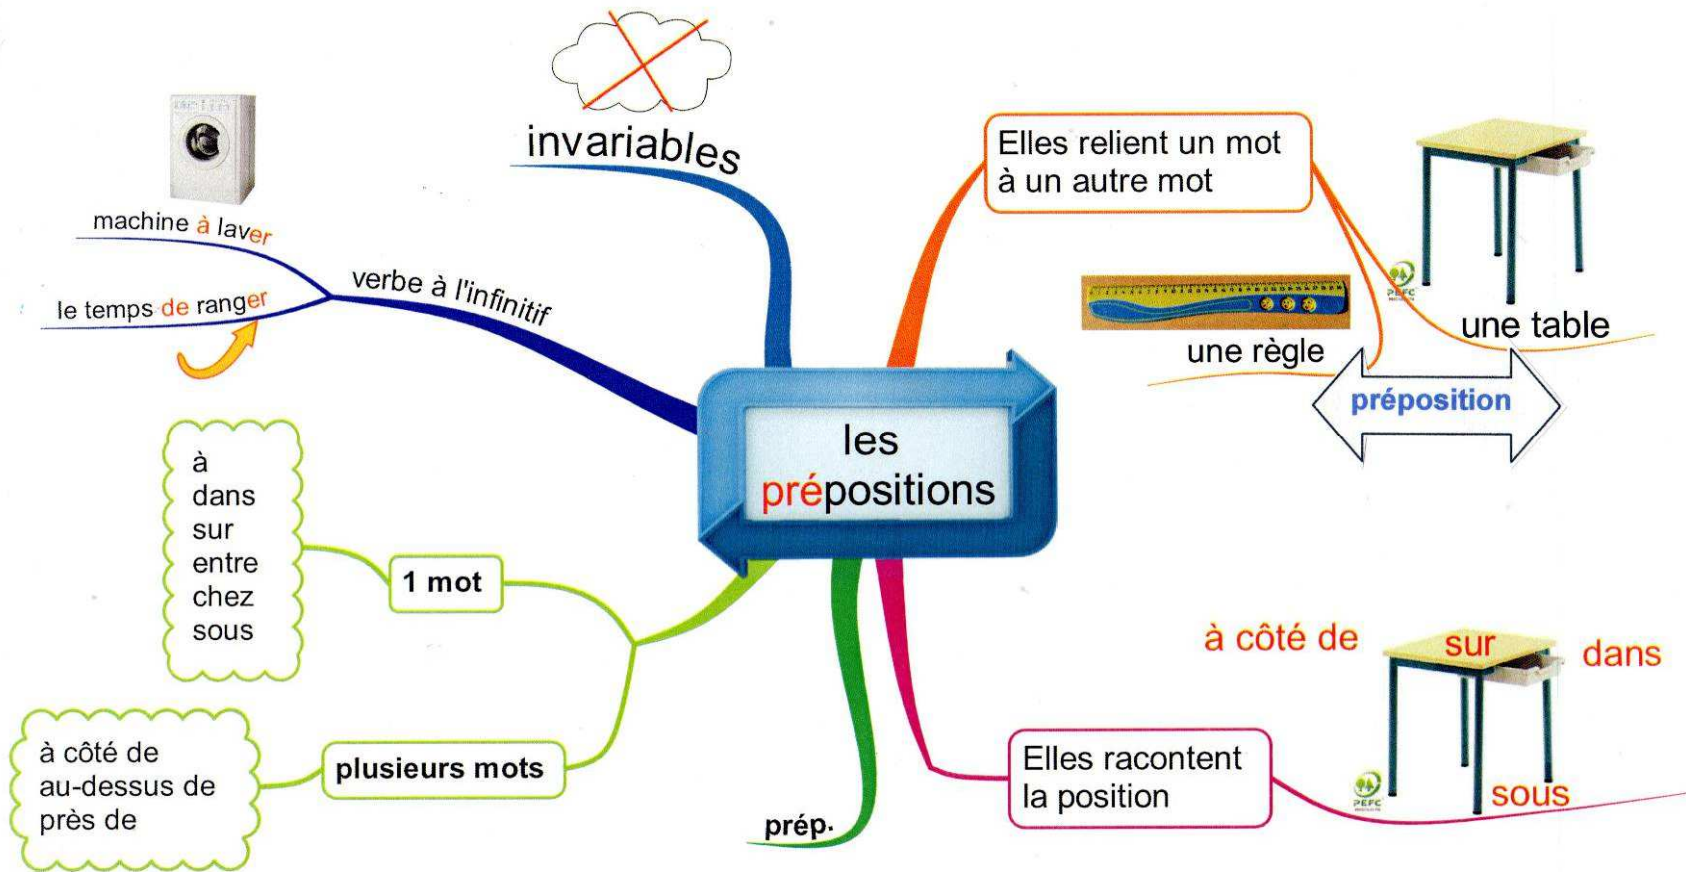 les
prépositions
invariables
Elles relient un mot
à un autre mot
une table
une règle
préposition
PEFC
Elles racontent
la position
à côté de
sur
dans
sous
PEFC
prép.
plusieurs mots
à côté de
au-dessus de
près de
1 mot
à
dans
sur
entre
chez
sous
verbe à l'infinitif
machine à laver
le temps de ranger